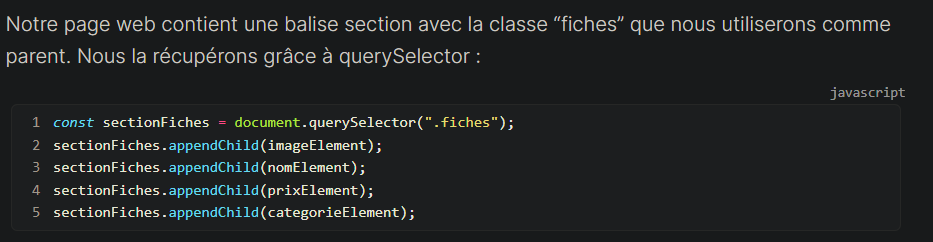 Notre page web contient une balise section avec la classe “fiches” que nous utiliserons comme
parent. Nous la récupérons grâce à querySelector :
javascript
1 const sectionFiches = document.querySelector(".fiches");
2 sectionFiches.appendChild(imageElement);
3 sectionFiches.appendChild(nomElement);
4 sectionFiches.appendChild(prixElement);
5 sectionFiches.appendChild(categorieElement);